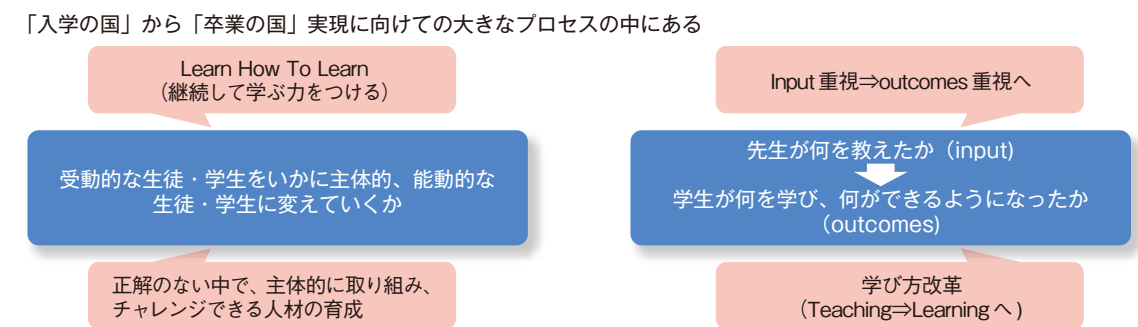 「入学の国」から「卒業の国」実現に向けての大きなプロセスの中にある
Learn How To Learn
（継続して学ぶ力をつける）
受動的な生徒・学生をいかに主体的、能動的な
生徒・学生に変えていくか
正解のない中で、主体的に取り組み、
チャレンジできる人材の育成
Input 重視⇒outcomes 重視へ
先生が何を教えたか（input)
学生が何を学び、何ができるようになったか
（outcomes)
学び方改革
（Teaching⇒Learning へ )